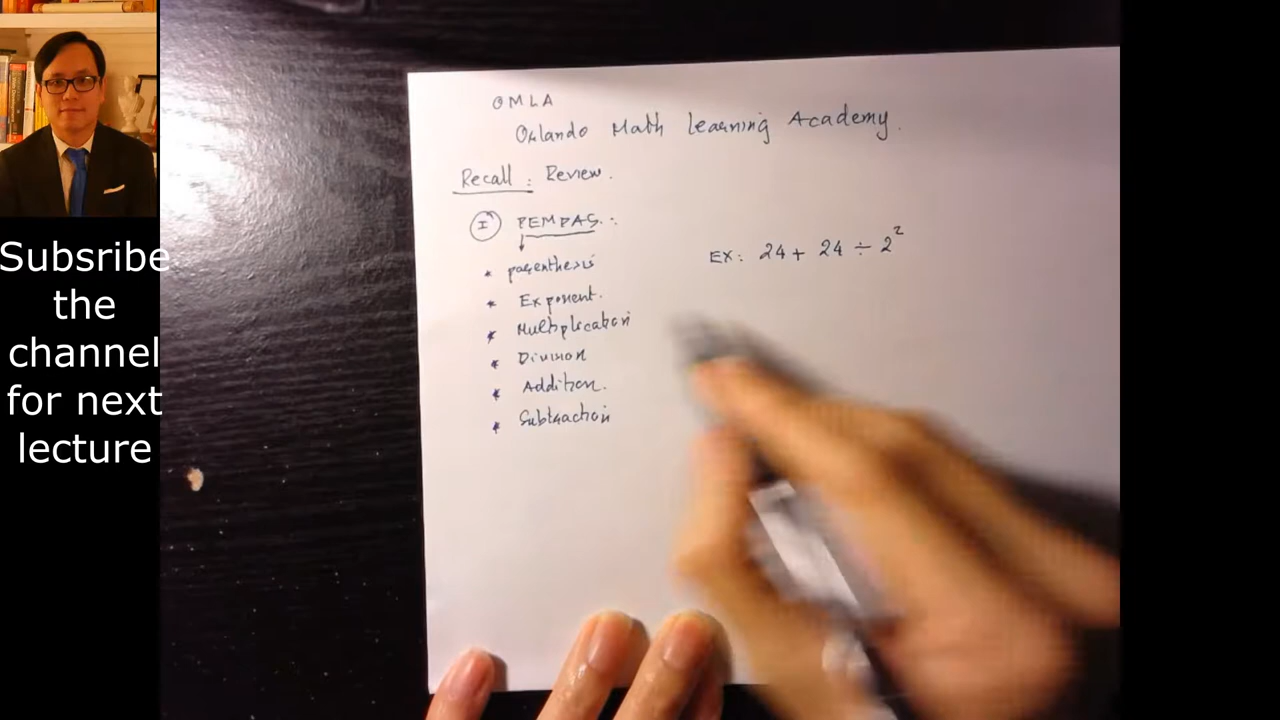 Subsribe
the
channel
for next
lecture
OMLA
Orlando Math Learning Academy.
Recall : Review.
I PEMPAS. :
* parenthesis
* Exponent.
* Multiplication
* Division
* Addition.
* Subtraction
EX: 24 + 24 ÷ 2²